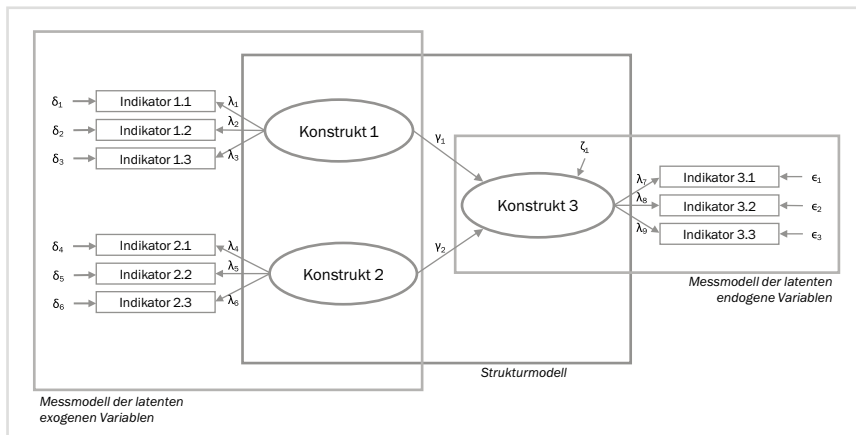 δ₁ Indikator 1.1 λ₁
δ₂ Indikator 1.2 λ₂
δ₃ Indikator 1.3 λ₃
Konstrukt 1
γ₁
ζ₁
δ₄ Indikator 2.1 λ₄
δ₅ Indikator 2.2 λ₅
δ₆ Indikator 2.3 λ₆
Konstrukt 2
γ₂
Konstrukt 3
λ₇ Indikator 3.1 ϵ₁
λ₈ Indikator 3.2 ϵ₂
λ₉ Indikator 3.3 ϵ₃
Messmodell der latenten
endogene Variablen
Strukturmodell
Messmodell der latenten
exogenen Variablen